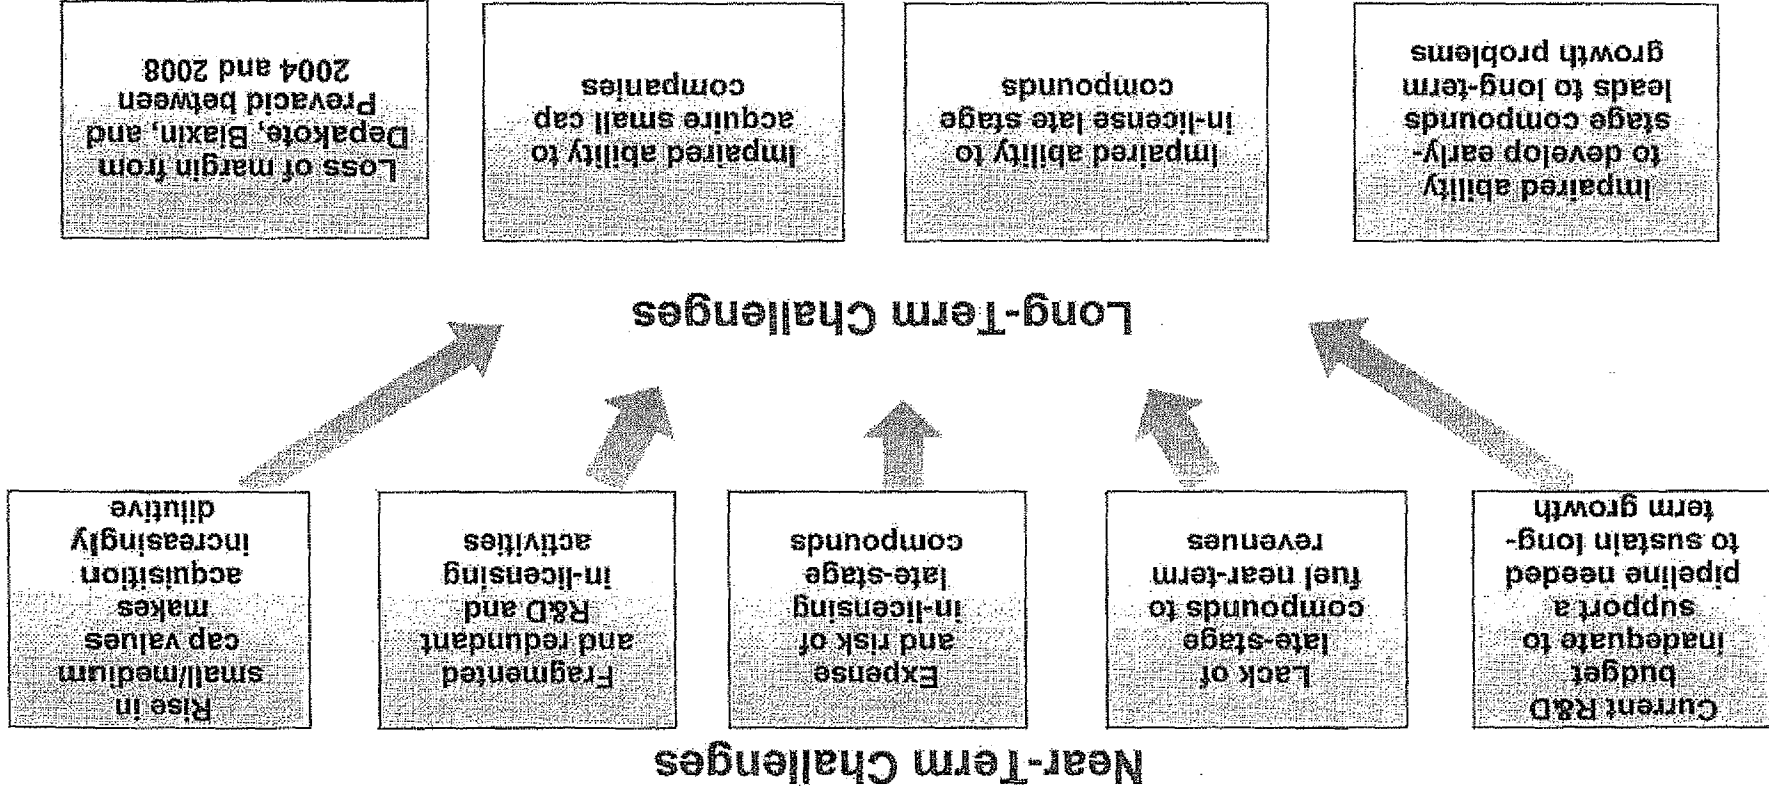 Near-Term Challenges
Current R&D
budget
inadequate to
support a
pipeline needed
to sustain long-
term growth
Lack of
late-stage
compounds to
fuel near-term
revenues
Expense
and risk of
in-licensing
late-stage
compounds
Fragmented
and redundant
R&D and
in-licensing
activities
Rise in
small/medium
cap values
makes
acquisition
increasingly
dilutive
Long-Term Challenges
Impaired ability
to develop early-
stage compounds
leads to long-term
growth problems
Impaired ability to
in-license late stage
compounds
Impaired ability to
acquire small cap
companies
Loss of margin from
Depakote, Biaxin, and
Prevacid between
2004 and 2008